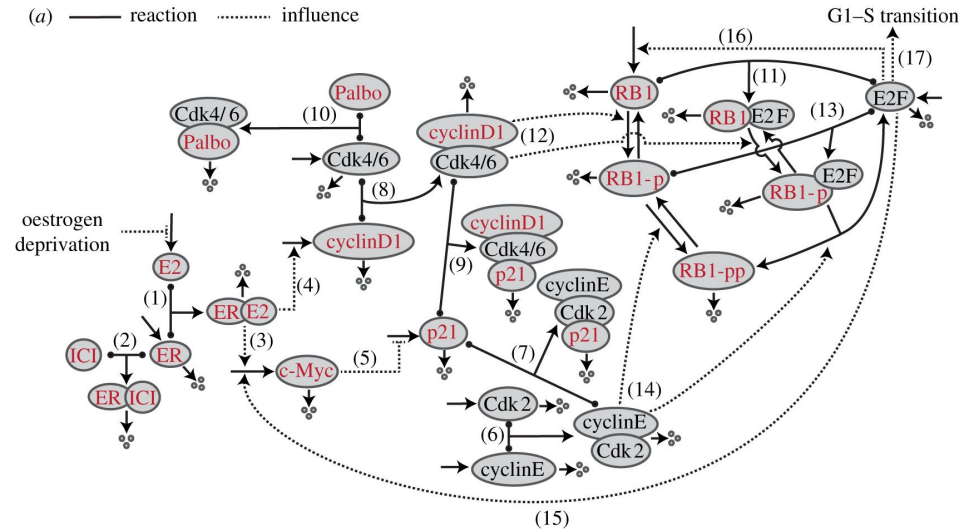 (a) reaction influence
G1–S transition
(16)
(17)
Palbo
RB1
(11)
E2F
Cdk4/6
Palbo
(10)
cyclinD1
Cdk4/6
(12)
RB1 E2F
(13)
Cdk4/6
(8)
RB1-p
E2F
RB1-p
oestrogen
deprivation
cyclinD1
cyclinD1
Cdk4/6
p21
(9)
RB1-pp
E2
(4)
cyclinE
Cdk2
p21
(1)
ER E2
(3)
(2)
ICI
ER
c-Myc
(5)
p21
(7)
ER ICI
Cdk2
(14)
(6)
cyclinE
Cdk2
cyclinE
(15)